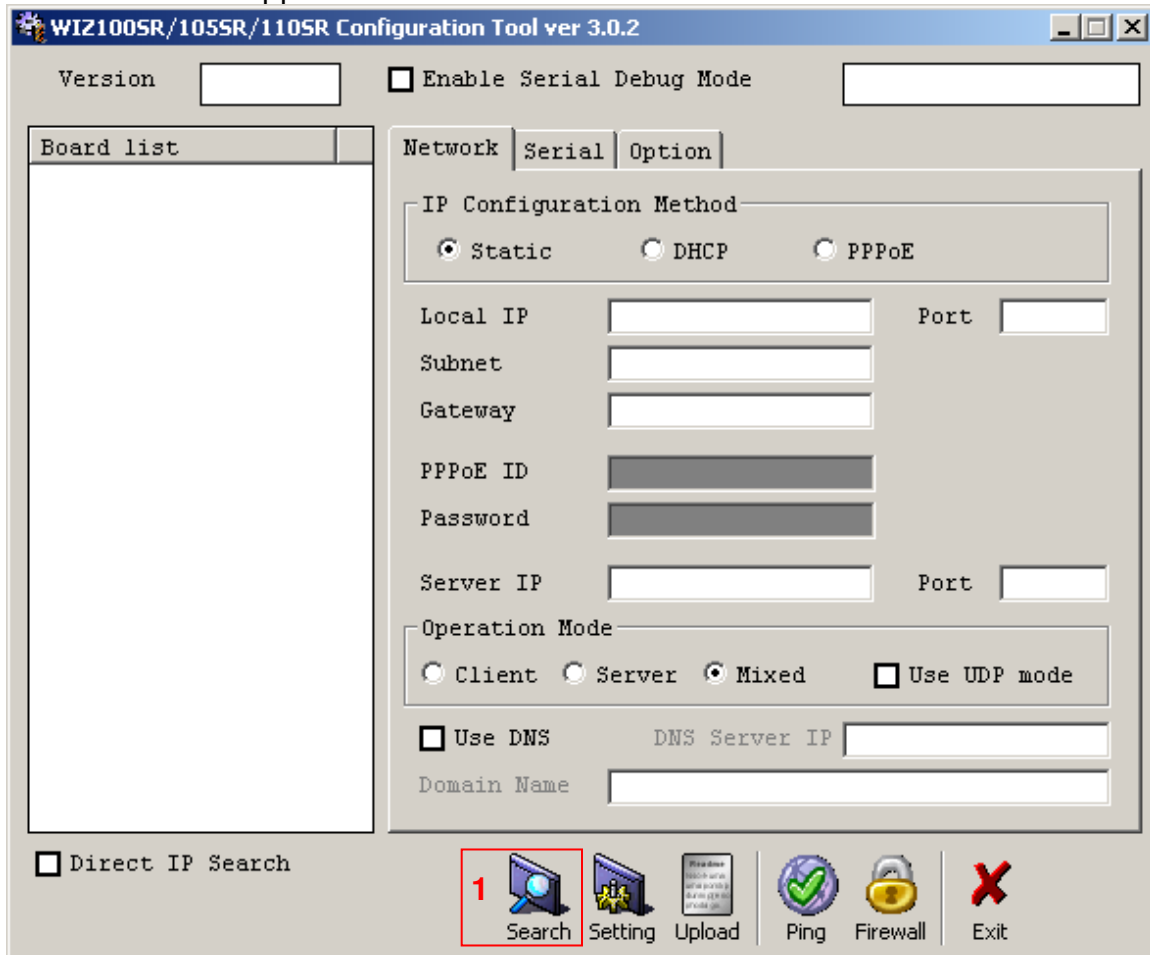 WIZ100SR/105SR/110SR Configuration Tool ver 3.0.2
Version
Enable Serial Debug Mode
Board list
Network Serial Option
IP Configuration Method
Static DHCP PPPoE
Local IP Port
Subnet
Gateway
PPPoE ID
Password
Server IP Port
Operation Mode
Client Server Mixed Use UDP mode
Use DNS DNS Server IP
Domain Name
Direct IP Search
1
Readme
Search Setting Upload Ping Firewall Exit